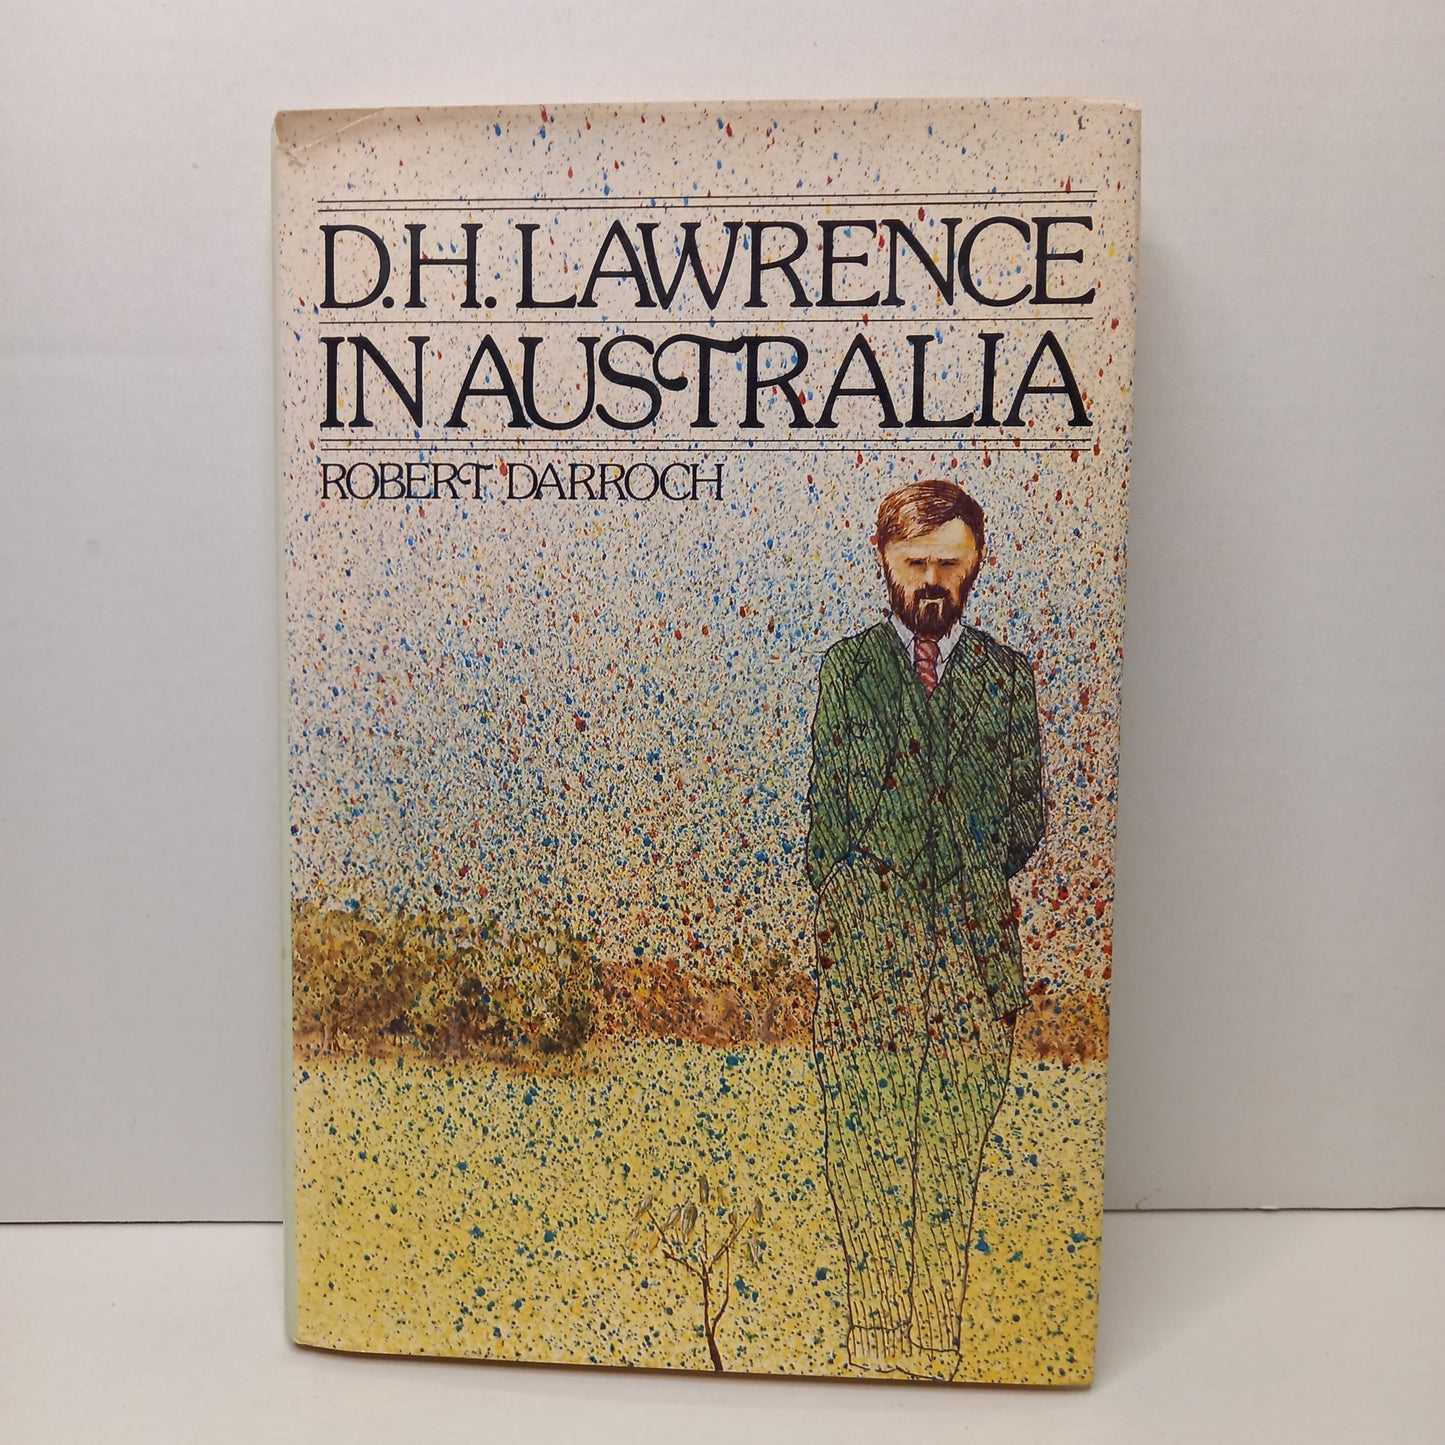 D.H. LAWRENCE
IN AUSTRALIA
ROBERT DARROCH